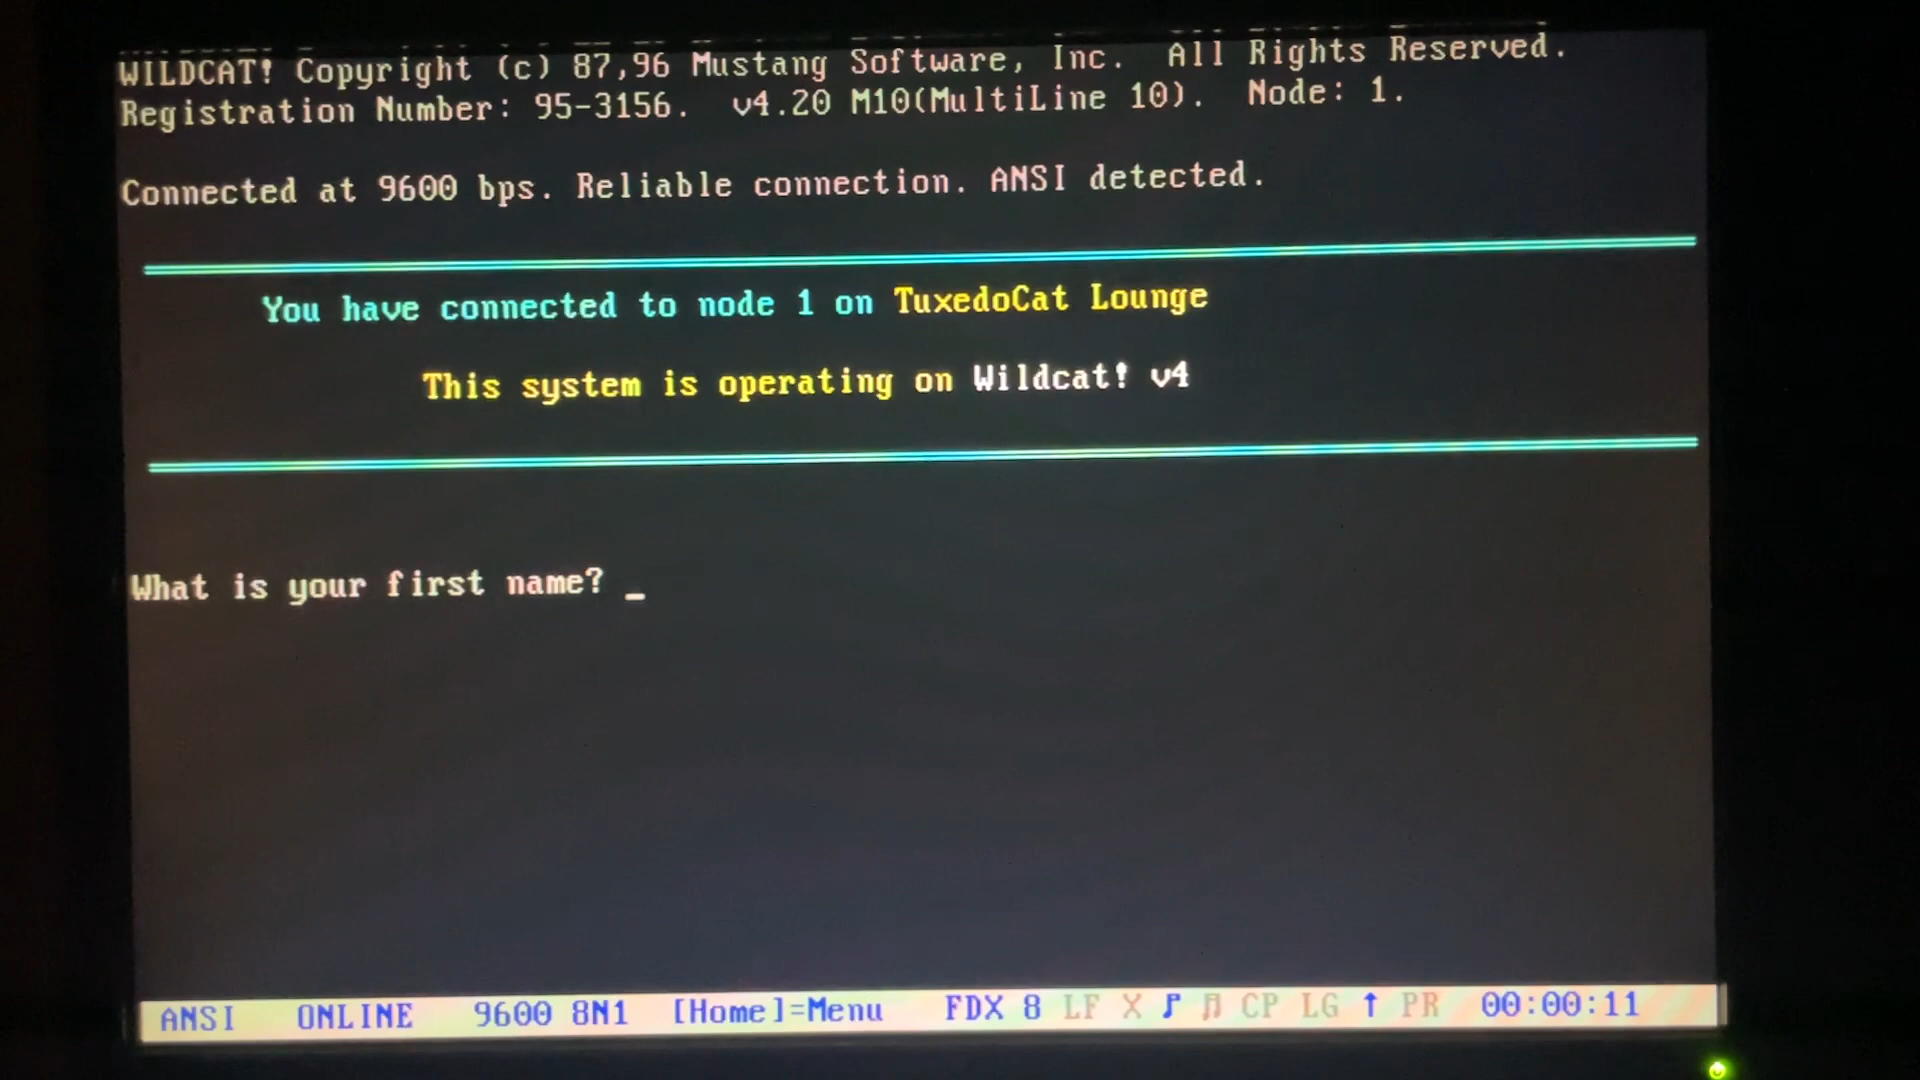 WILDCAT! Copyright (c) 87,96 Mustang Software, Inc. All Rights Reserved.
Registration Number: 95-3156. v4.20 M10(MultiLine 10). Node: 1.
Connected at 9600 bps. Reliable connection. ANSI detected.
You have connected to node 1 on TuxedoCat Lounge
This system is operating on Wildcat! v4
What is your first name? _
ANSI ONLINE 9600 8N1 [Home]=Menu FDX 8 LF X ♪ ♬ CP LG ↑ PR 00:00:11